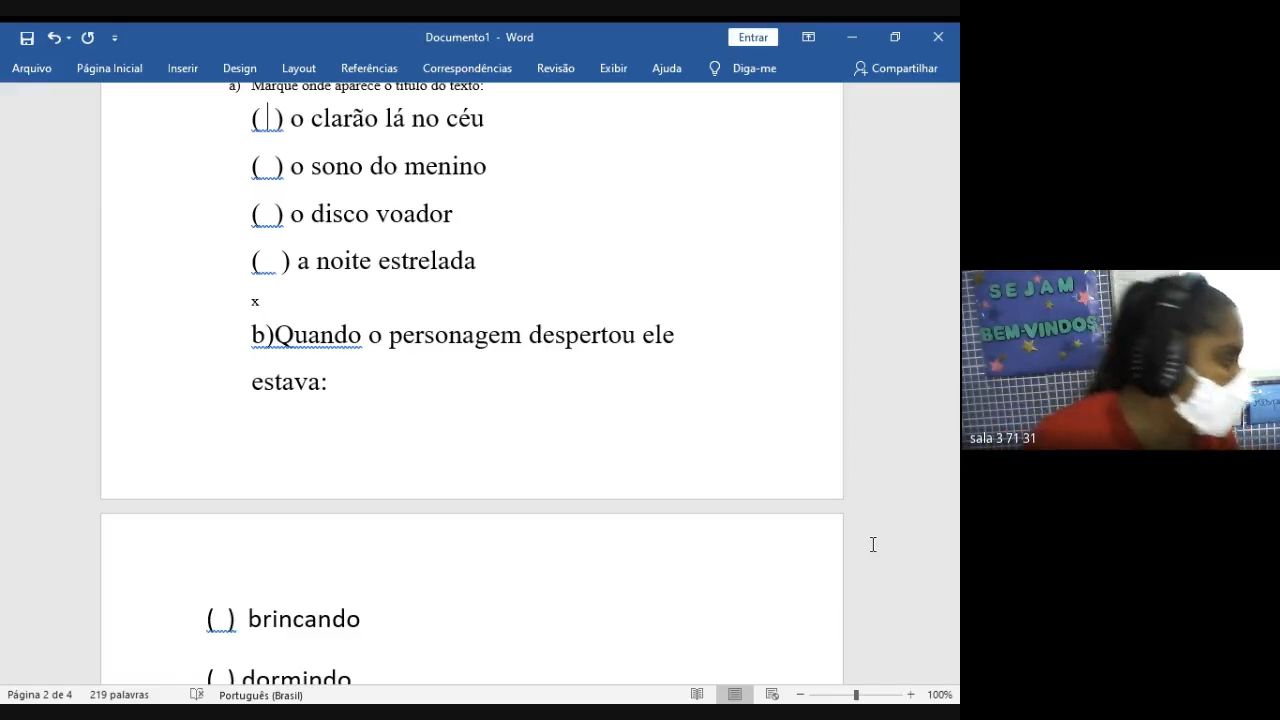 Documento1 - Word
Entrar
Arquivo Página Inicial Inserir Design Layout Referências Correspondências Revisão Exibir Ajuda Diga-me Compartilhar
a) Marque onde aparece o título do texto:
( ) o clarão lá no céu
( ) o sono do menino
( ) o disco voador
( ) a noite estrelada
x
b)Quando o personagem despertou ele
estava:
( ) brincando
( ) dormindo
SEJAM
BEM-VINDOS
sala 3 71 31
Página 2 de 4 219 palavras Português (Brasil) 100%